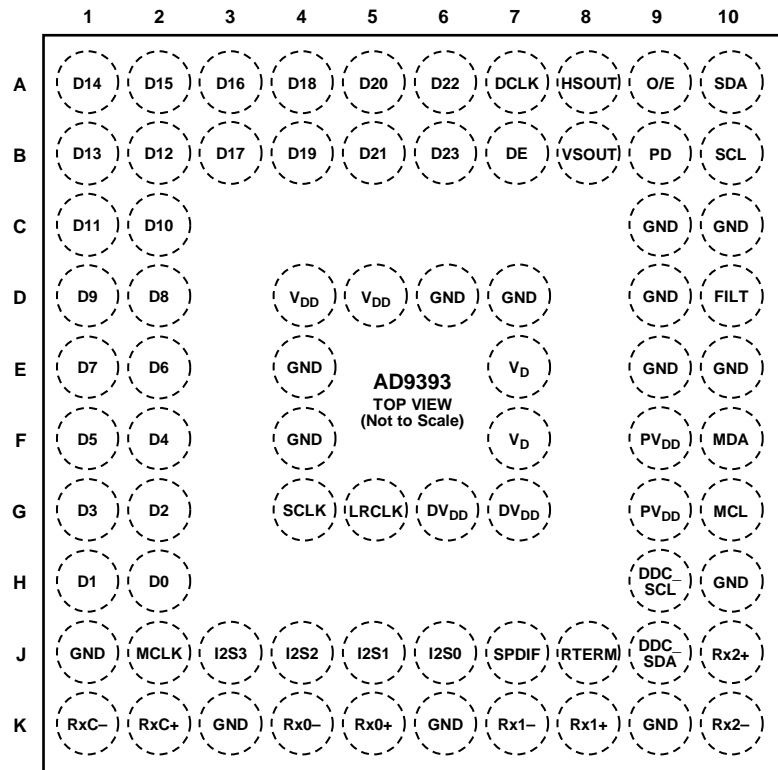 1 2 3 4 5 6 7 8 9 10
A D14 D15 D16 D18 D20 D22 DCLK HSOUT O/E SDA
B D13 D12 D17 D19 D21 D23 DE VSOUT PD SCL
C D11 D10 GND GND
D D9 D8 VDD VDD GND GND GND FILT
E D7 D6 GND VD GND GND
AD9393
TOP VIEW
(Not to Scale)
F D5 D4 GND VD PVDD MDA
G D3 D2 SCLK LRCLK DVDD DVDD PVDD MCL
H D1 D0 DDC_SCL GND
J GND MCLK I2S3 I2S2 I2S1 I2S0 SPDIF RTERM DDC_SDA Rx2+
K RxC– RxC+ GND Rx0– Rx0+ GND Rx1– Rx1+ GND Rx2–